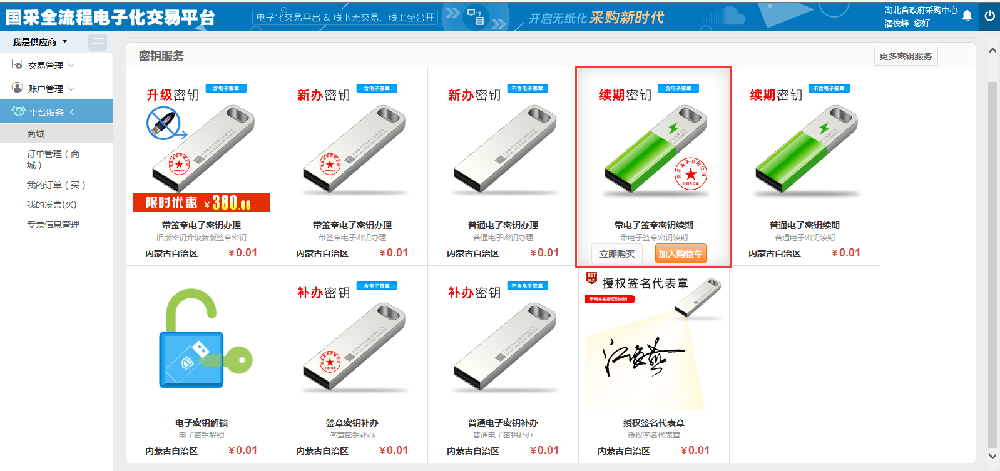 国采全流程电子化交易平台
电子化交易平台 & 线下无交易、线上全公开
开启无纸化 采购新时代
湖北省政府采购中心
潘俊峰 您好
我是供应商
交易管理
账户管理
平台服务
商城
订单管理（商
城）
我的订单（买）
我的发票(买)
专票信息管理
密钥服务
更多密钥服务
升级密钥 含电子签章
限时优惠 ¥380.00
带签章电子密钥办理
旧版密钥升级新版签章密钥
内蒙古自治区 ¥0.01
新办密钥 含电子签章
带签章电子密钥办理
带签章电子密钥办理
内蒙古自治区 ¥0.01
新办密钥 不含电子签章
普通电子密钥办理
普通电子密钥办理
内蒙古自治区 ¥0.01
续期密钥 含电子签章
某某某某有限公司
合同专用章
带电子签章密钥续期
带电子签章密钥续期
立即购买 加入购物车
续期密钥 不含电子签章
普通电子密钥续期
普通电子密钥续期
内蒙古自治区 ¥0.01
电子密钥解锁
电子密钥解锁
内蒙古自治区 ¥0.01
补办密钥 含电子签章
签章密钥补办
签章密钥补办
内蒙古自治区 ¥0.01
补办密钥 不含电子签章
普通电子密钥补办
普通电子密钥补办
内蒙古自治区 ¥0.01
HOT
热卖
授权签名代表章
手写签名授权到密钥
授权签名代表章
授权签名代表章
内蒙古自治区 ¥0.01